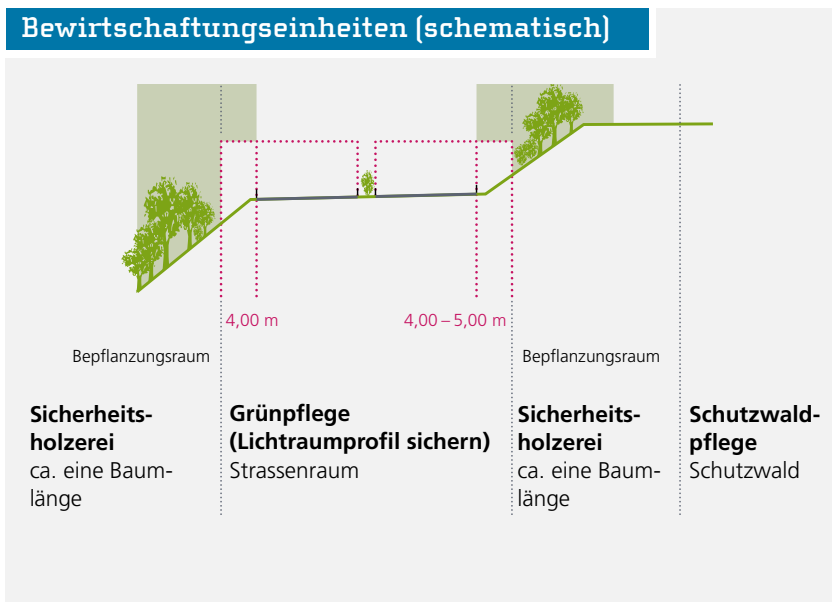 Bewirtschaftungseinheiten (schematisch)
4,00 m
4,00 – 5,00 m
Bepflanzungsraum
Bepflanzungsraum
Sicherheits-
holzerei
ca. eine Baum-
länge
Grünpflege
(Lichtraumprofil sichern)
Strassenraum
Sicherheits-
holzerei
ca. eine Baum-
länge
Schutzwald-
pflege
Schutzwald